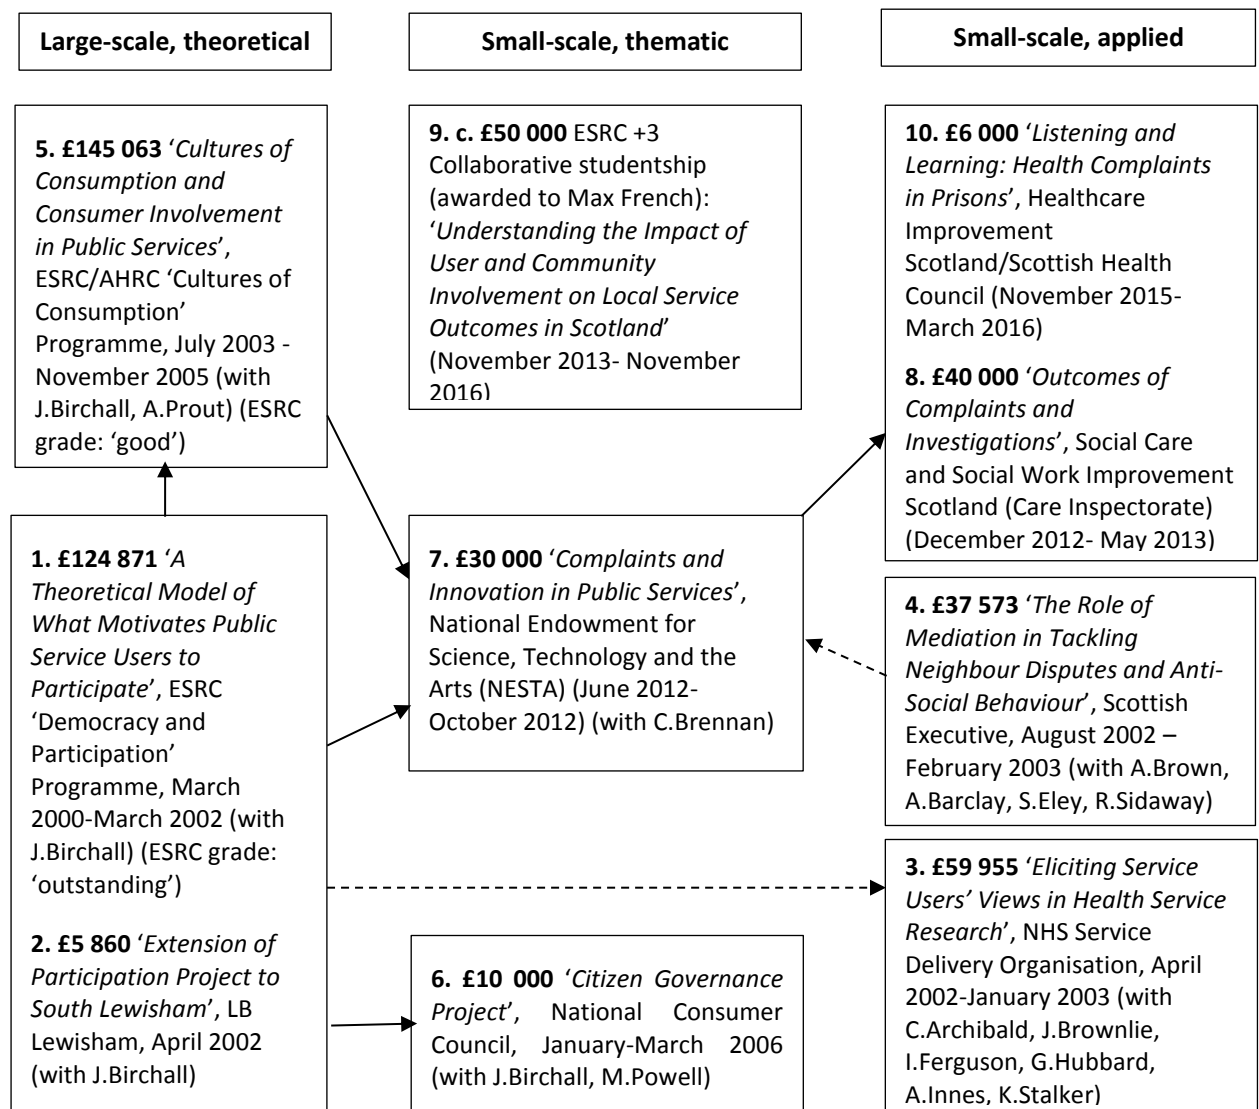 Large-scale, theoretical
5. £145 063 ‘Cultures of
Consumption and
Consumer Involvement
in Public Services’,
ESRC/AHRC ‘Cultures of
Consumption’
Programme, July 2003 -
November 2005 (with
J.Birchall, A.Prout) (ESRC
grade: ‘good’)
1. £124 871 ‘A
Theoretical Model of
What Motivates Public
Service Users to
Participate’, ESRC
‘Democracy and
Participation’
Programme, March
2000-March 2002 (with
J.Birchall) (ESRC grade:
‘outstanding’)
2. £5 860 ‘Extension of
Participation Project to
South Lewisham’, LB
Lewisham, April 2002
(with J.Birchall)
Small-scale, thematic
9. c. £50 000 ESRC +3
Collaborative studentship
(awarded to Max French):
‘Understanding the Impact of
User and Community
Involvement on Local Service
Outcomes in Scotland’
(November 2013- November
2016)
7. £30 000 ‘Complaints and
Innovation in Public Services’,
National Endowment for
Science, Technology and the
Arts (NESTA) (June 2012-
October 2012) (with C.Brennan)
6. £10 000 ‘Citizen Governance
Project’, National Consumer
Council, January-March 2006
(with J.Birchall, M.Powell)
Small-scale, applied
10. £6 000 ‘Listening and
Learning: Health Complaints
in Prisons’, Healthcare
Improvement
Scotland/Scottish Health
Council (November 2015-
March 2016)
8. £40 000 ‘Outcomes of
Complaints and
Investigations’, Social Care
and Social Work Improvement
Scotland (Care Inspectorate)
(December 2012- May 2013)
4. £37 573 ‘The Role of
Mediation in Tackling
Neighbour Disputes and Anti-
Social Behaviour’, Scottish
Executive, August 2002 –
February 2003 (with A.Brown,
A.Barclay, S.Eley, R.Sidaway)
3. £59 955 ‘Eliciting Service
Users’ Views in Health Service
Research’, NHS Service
Delivery Organisation, April
2002-January 2003 (with
C.Archibald, J.Brownlie,
I.Ferguson, G.Hubbard,
A.Innes, K.Stalker)